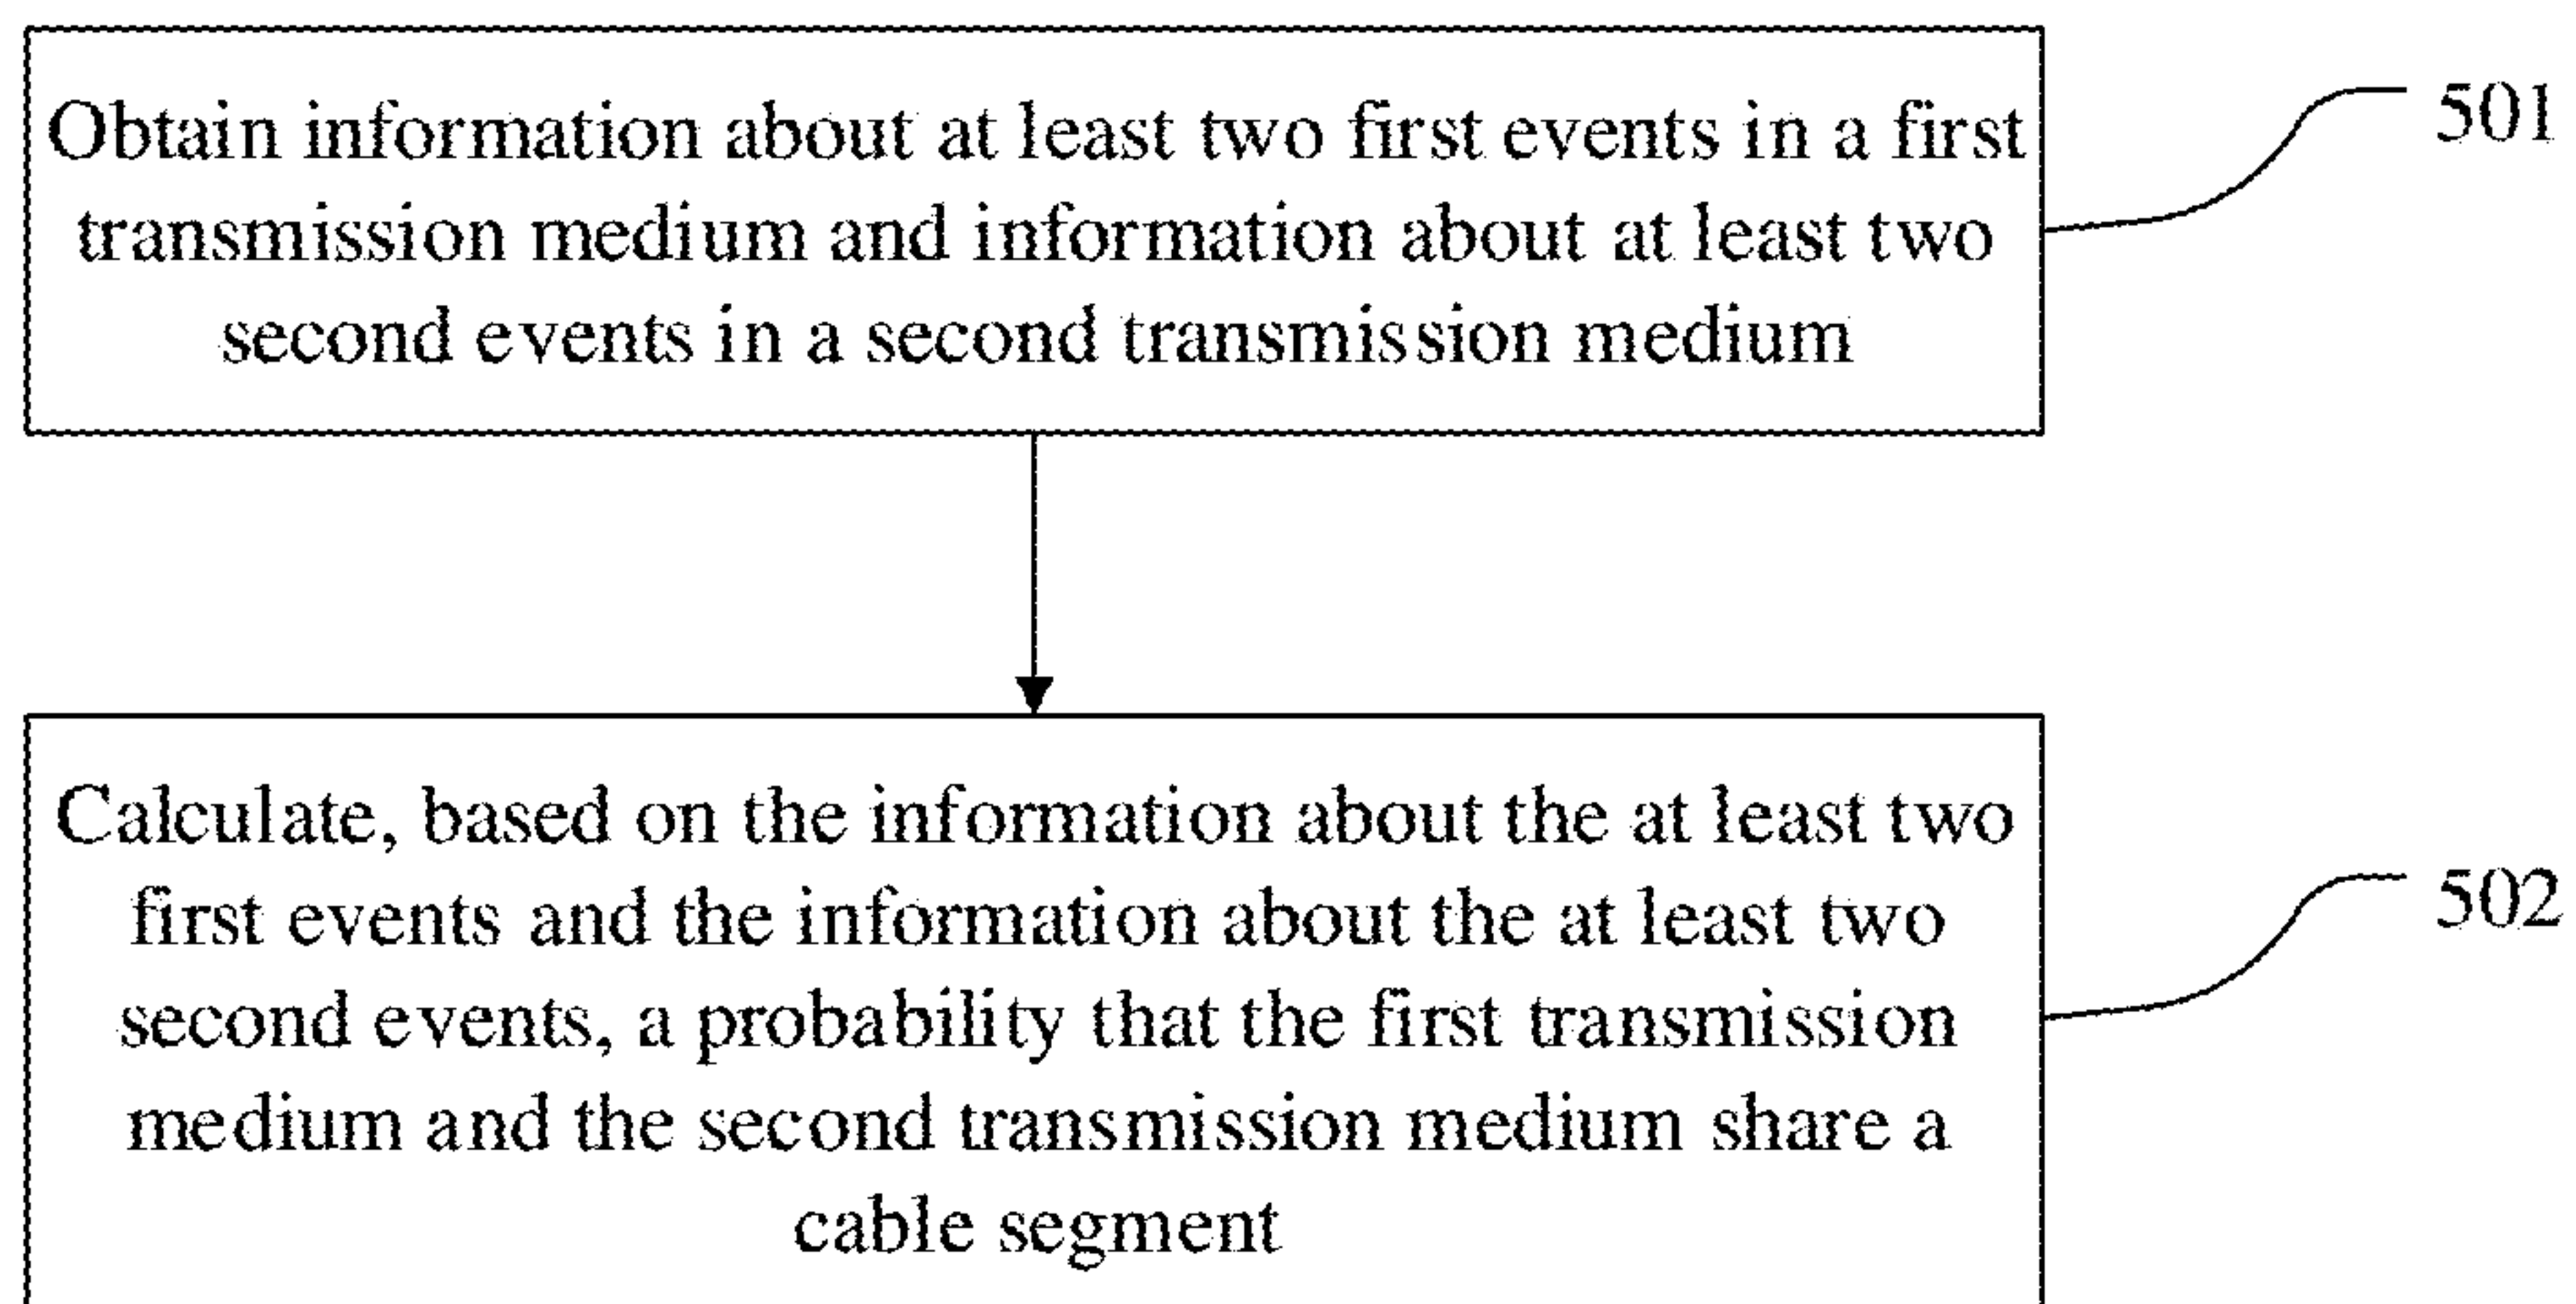 Obtain information about at least two first events in a first
transmission medium and information about at least two
second events in a second transmission medium
501
Calculate, based on the information about the at least two
first events and the information about the at least two
second events, a probability that the first transmission
medium and the second transmission medium share a
cable segment
502